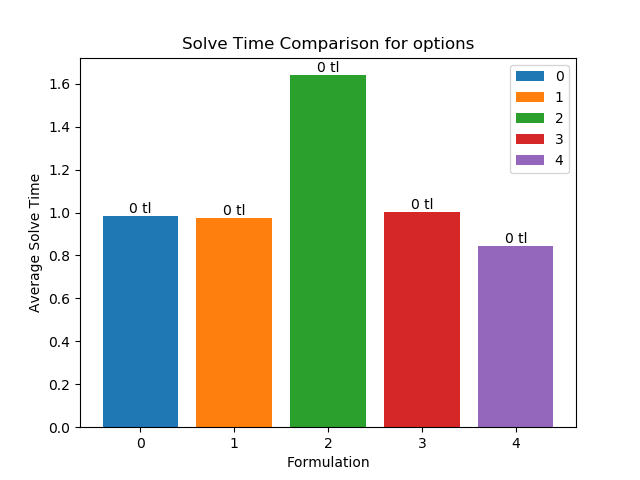 Solve Time Comparison for options
0 tl
0 tl
0 tl
0 tl
0 tl
0
1
2
3
4
1.6
1.4
1.2
1.0
0.8
0.6
0.4
0.2
0.0
Average Solve Time
0 1 2 3 4
Formulation